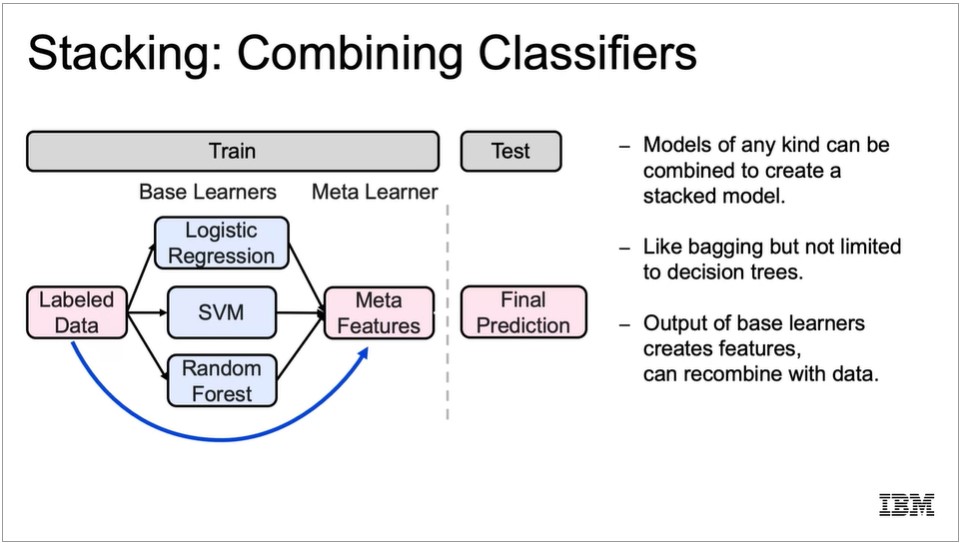 Stacking: Combining Classifiers
Train
Test
Base Learners
Meta Learner
Logistic
Regression
Labeled
Data
SVM
Meta
Features
Final
Prediction
Random
Forest
– Models of any kind can be
combined to create a
stacked model.
– Like bagging but not limited
to decision trees.
– Output of base learners
creates features,
can recombine with data.
IBM